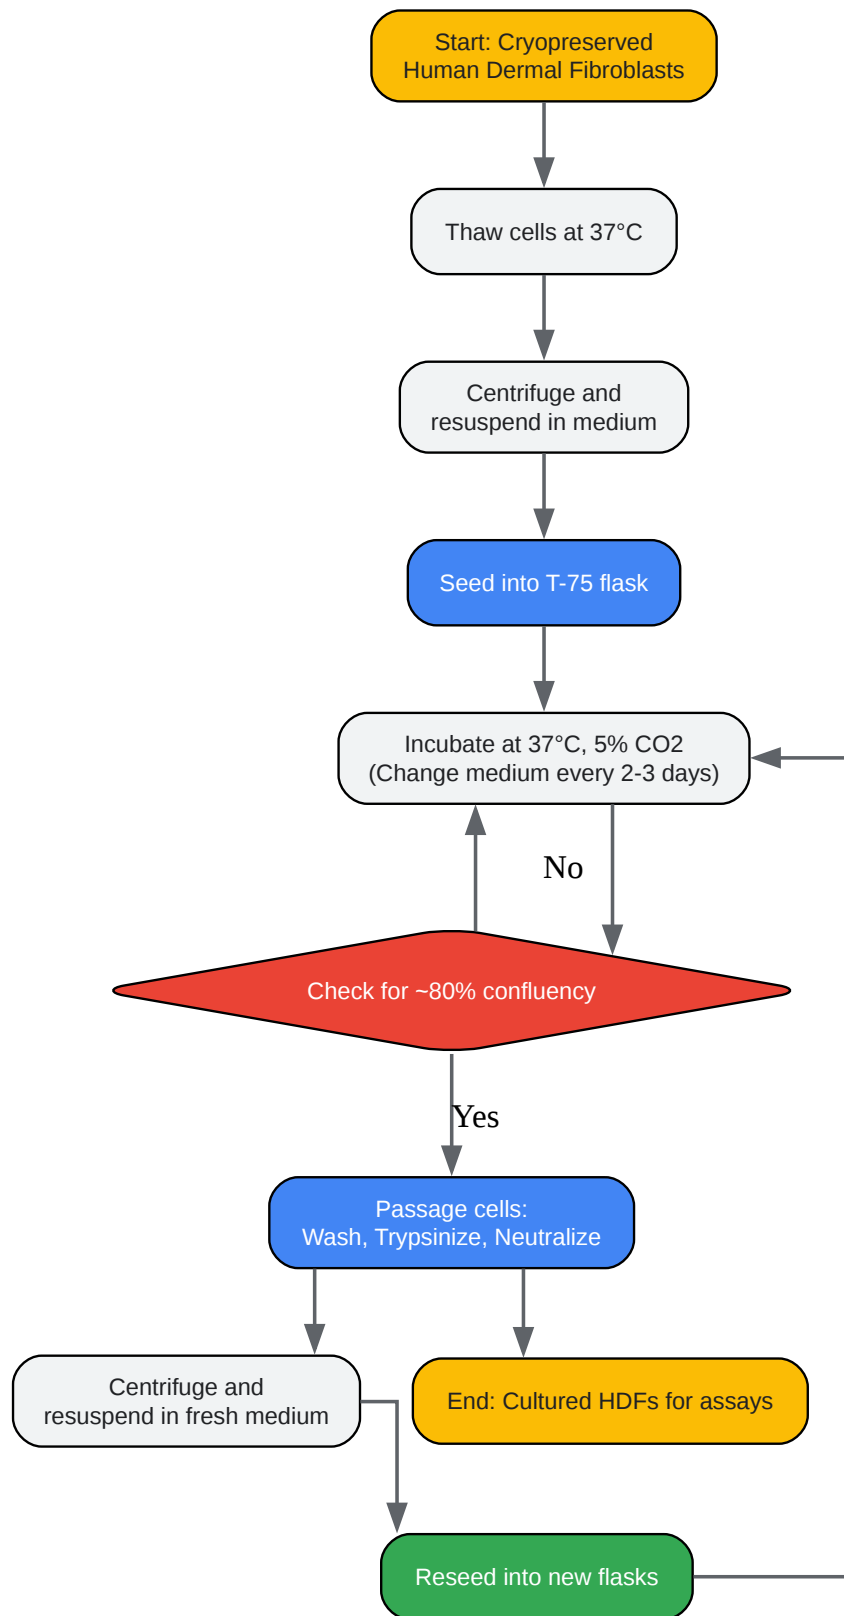 Start: Cryopreserved
Human Dermal Fibroblasts
Thaw cells at 37°C
Centrifuge and
resuspend in medium
Seed into T-75 flask
Incubate at 37°C, 5% CO2
(Change medium every 2-3 days)
No
Check for ~80% confluency
Yes
Passage cells:
Wash, Trypsinize, Neutralize
Centrifuge and
resuspend in fresh medium
End: Cultured HDFs for assays
Reseed into new flasks